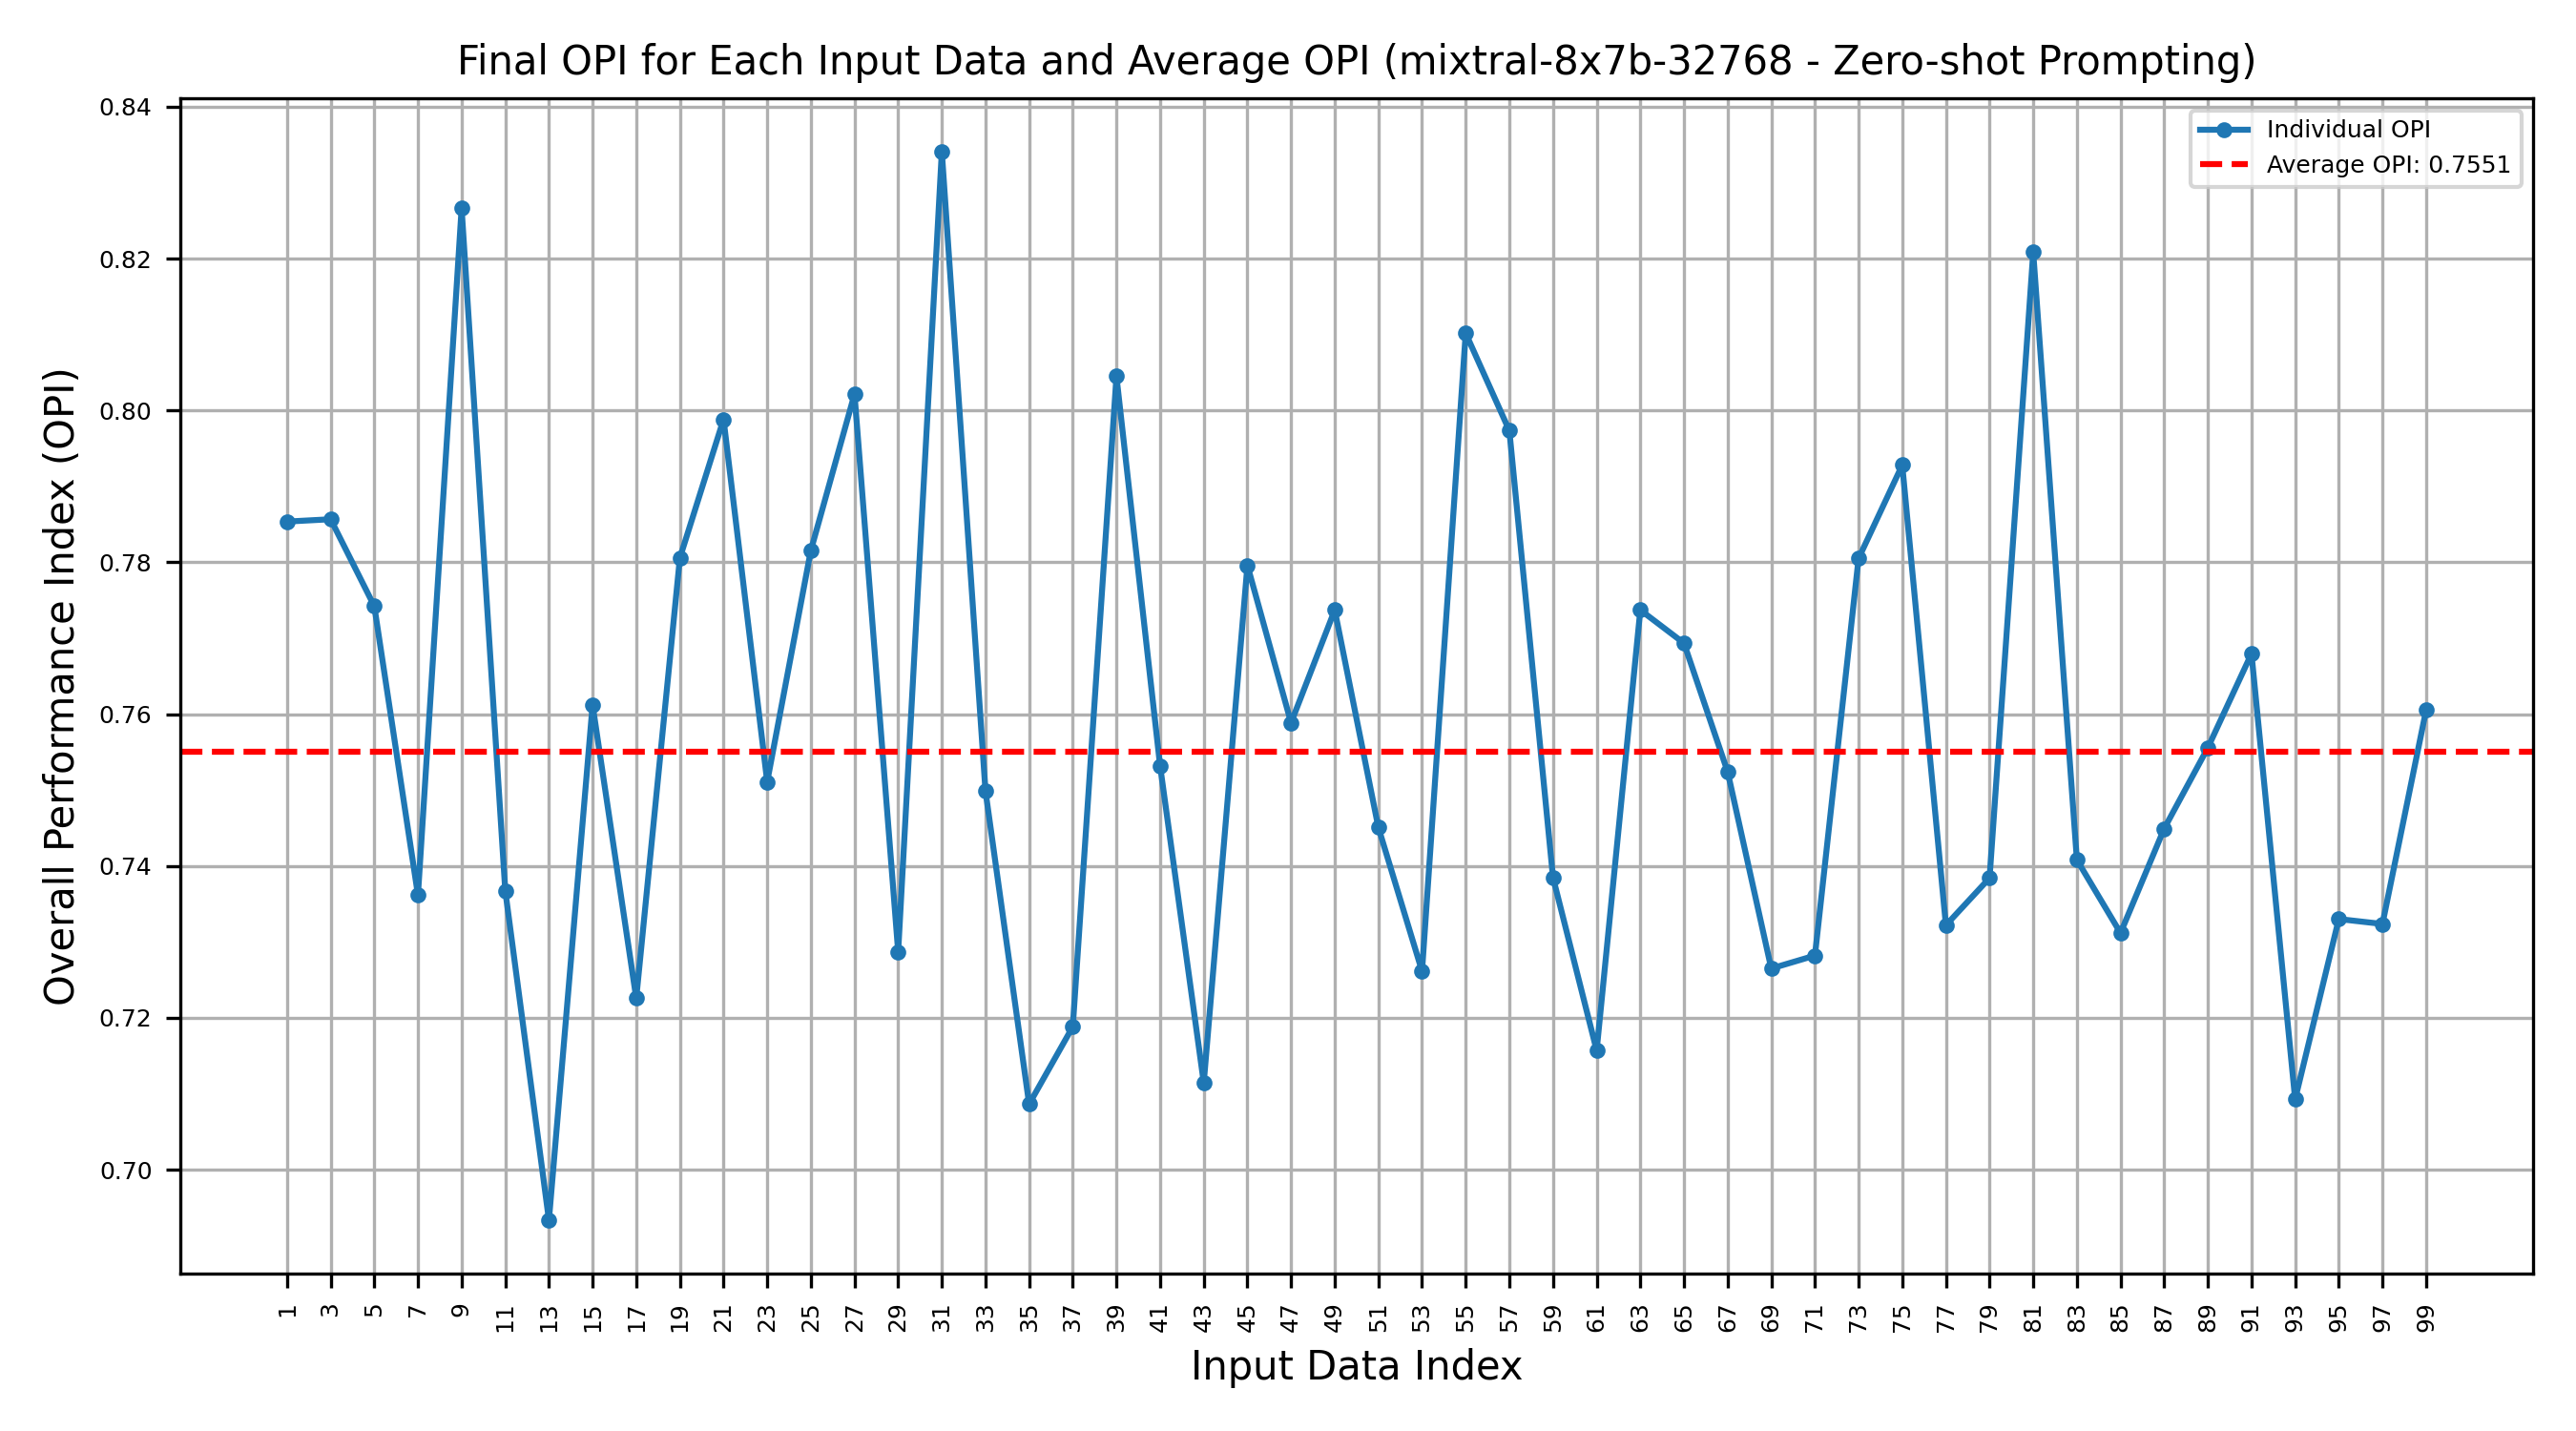 Final OPI for Each Input Data and Average OPI (mixtral-8x7b-32768 - Zero-shot Prompting)
Individual OPI
Average OPI: 0.7551
Overall Performance Index (OPI)
0.84
0.82
0.80
0.78
0.76
0.74
0.72
0.70
1 3 5 7 9 11 13 15 17 19 21 23 25 27 29 31 33 35 37 39 41 43 45 47 49 51 53 55 57 59 61 63 65 67 69 71 73 75 77 79 81 83 85 87 89 91 93 95 97 99
Input Data Index